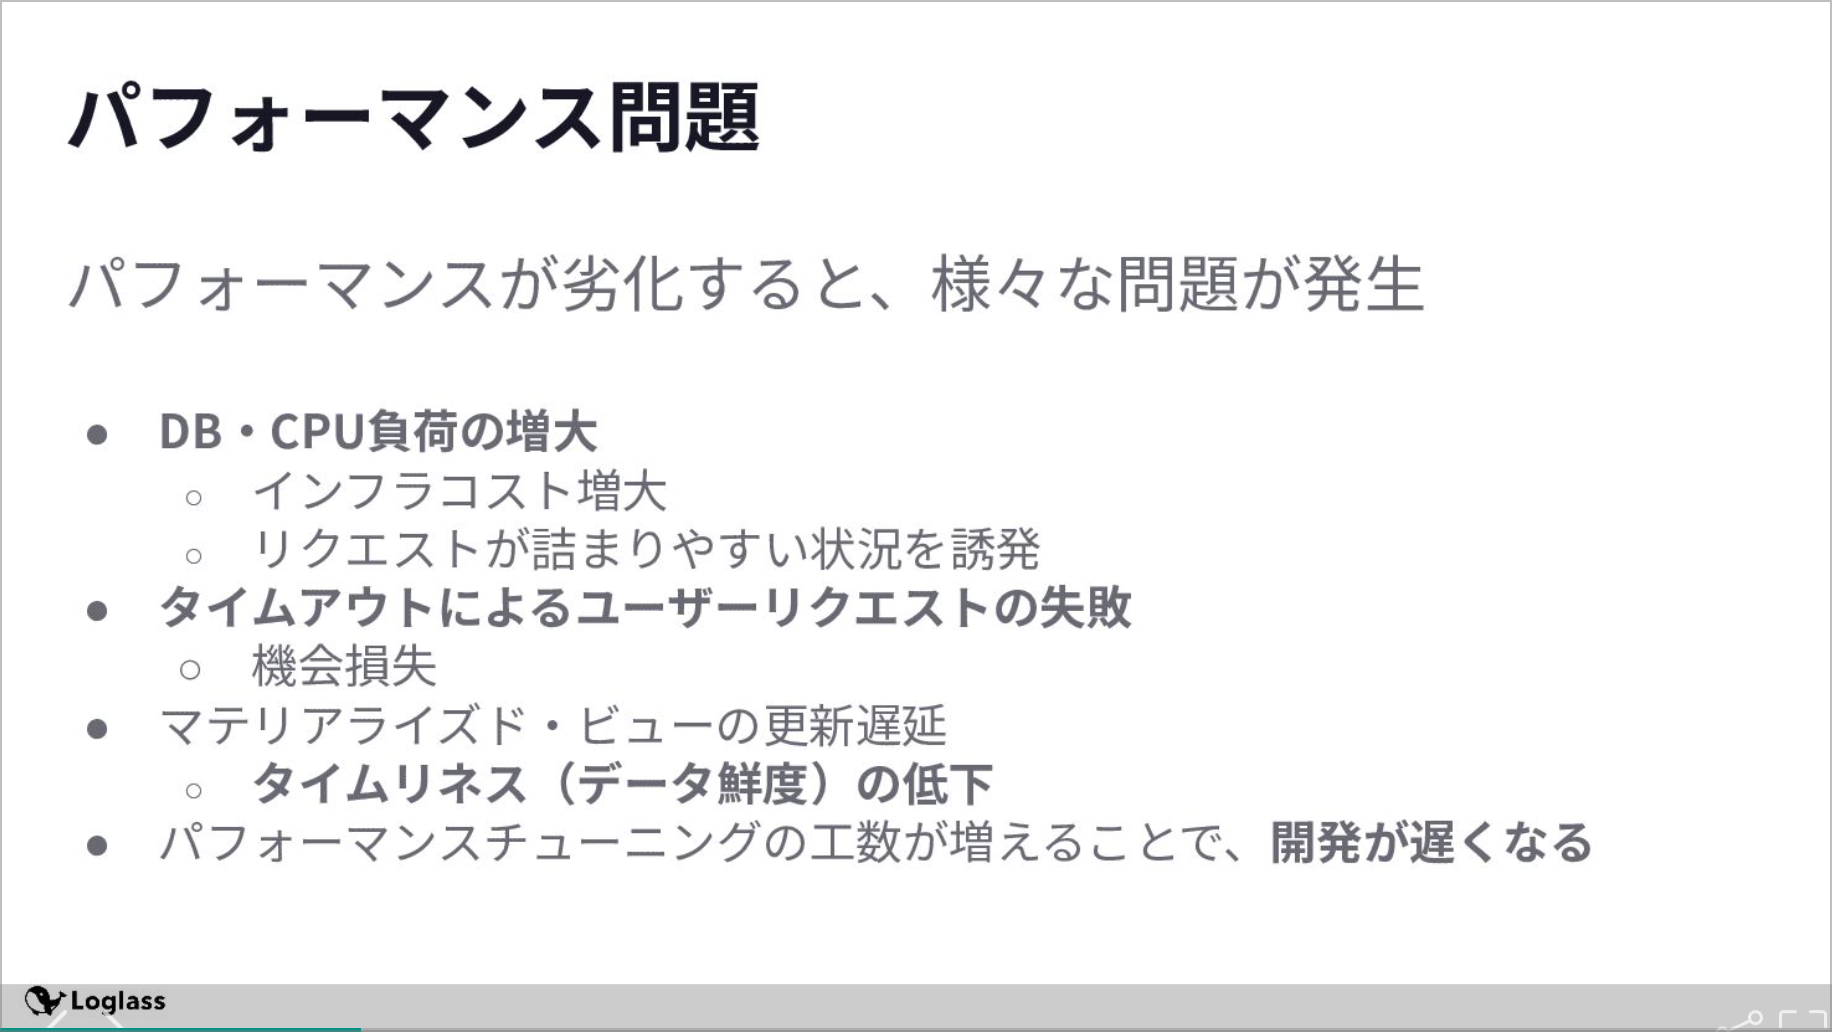 パフォーマンス問題
パフォーマンスが劣化すると、様々な問題が発生
● DB・CPU負荷の増大
○ インフラコスト増大
○ リクエストが詰まりやすい状況を誘発
● タイムアウトによるユーザーリクエストの失敗
○ 機会損失
● マテリアライズド・ビューの更新遅延
○ タイムリネス（データ鮮度）の低下
● パフォーマンスチューニングの工数が増えることで、開発が遅くなる
Loglass